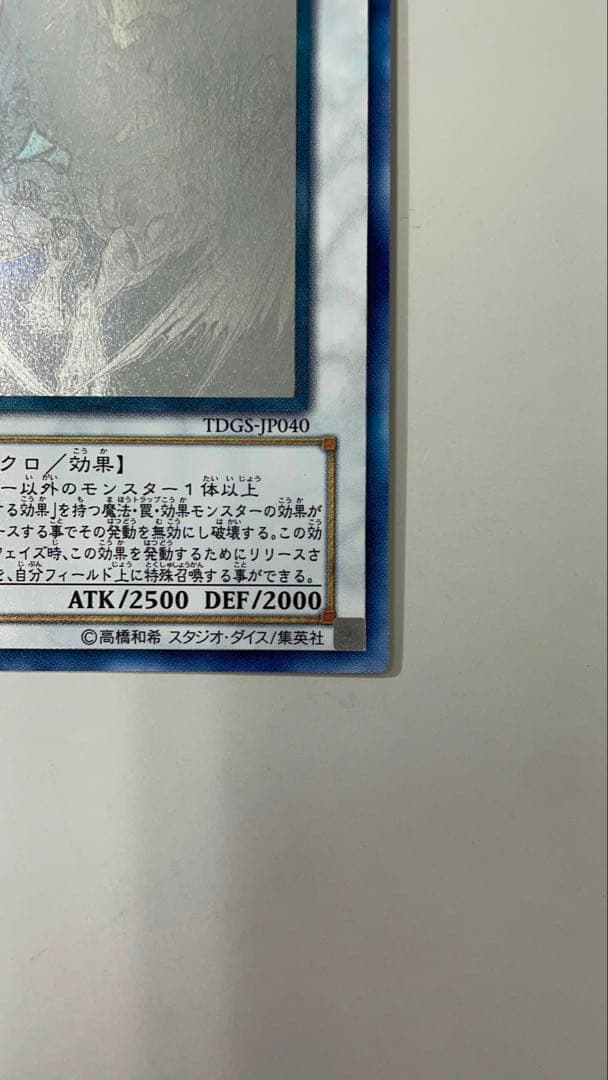 TDGS-JP040
クロ/効果】
ー以外のモンスター1体以上
する効果」を持つ魔法・罠・効果モンスターの効果が
ースする事でその発動を無効にし破壊する。この効
フェイズ時、この効果を発動するためにリリースさ
を、自分フィールド上に特殊召喚する事ができる。
ATK/2500 DEF/2000
©高橋和希 スタジオ・ダイス/集英社